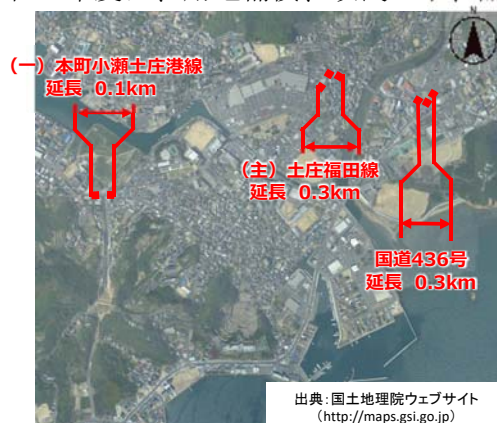 (一)本町小瀬土庄港線
延長 0.1km
(主)土庄福田線
延長 0.3km
国道436号
延長 0.3km
出典:国土地理院ウェブサイト
(http://maps.gsi.go.jp)